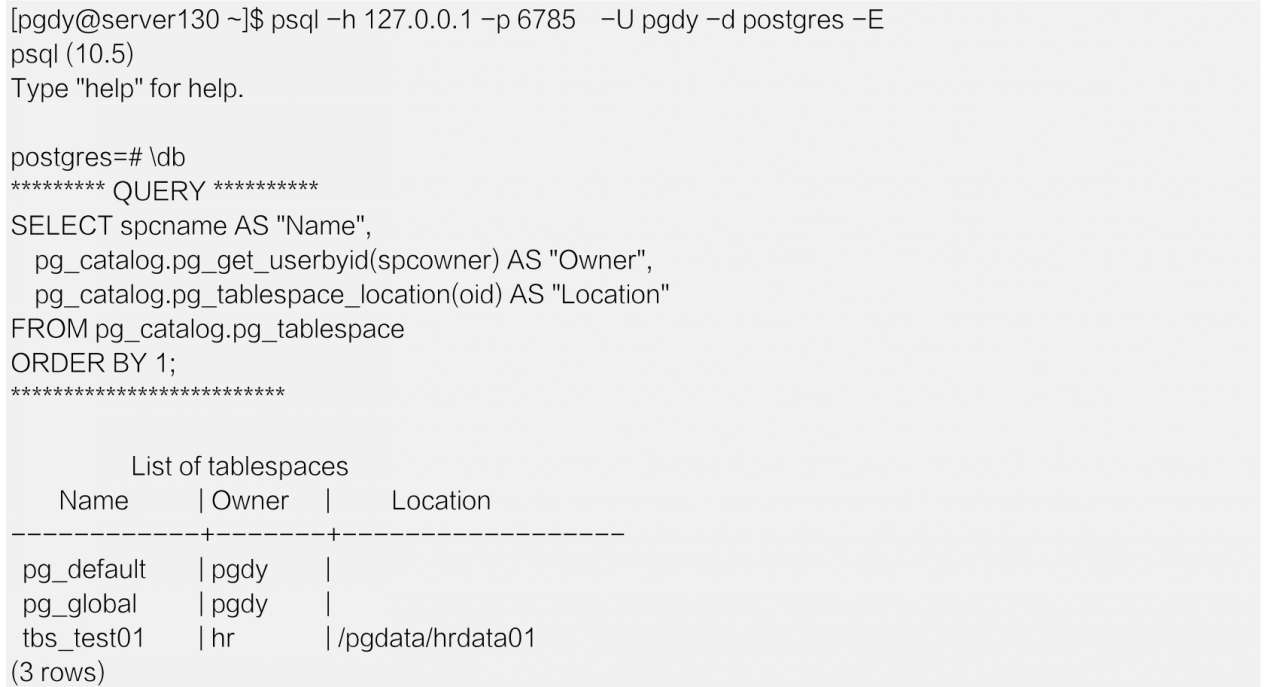 [pgdy@server130 ~]$ psql -h 127.0.0.1 -p 6785   -U pgdy -d postgres -E
psql (10.5)
Type "help" for help.

postgres=# \db
********* QUERY **********
SELECT spcname AS "Name",
  pg_catalog.pg_get_userbyid(spcowner) AS "Owner",
  pg_catalog.pg_tablespace_location(oid) AS "Location"
FROM pg_catalog.pg_tablespace
ORDER BY 1;
**************************

          List of tablespaces
    Name    | Owner |     Location
------------+-------+------------------
 pg_default | pgdy  |
 pg_global  | pgdy  |
 tbs_test01 | hr    | /pgdata/hrdata01
(3 rows)